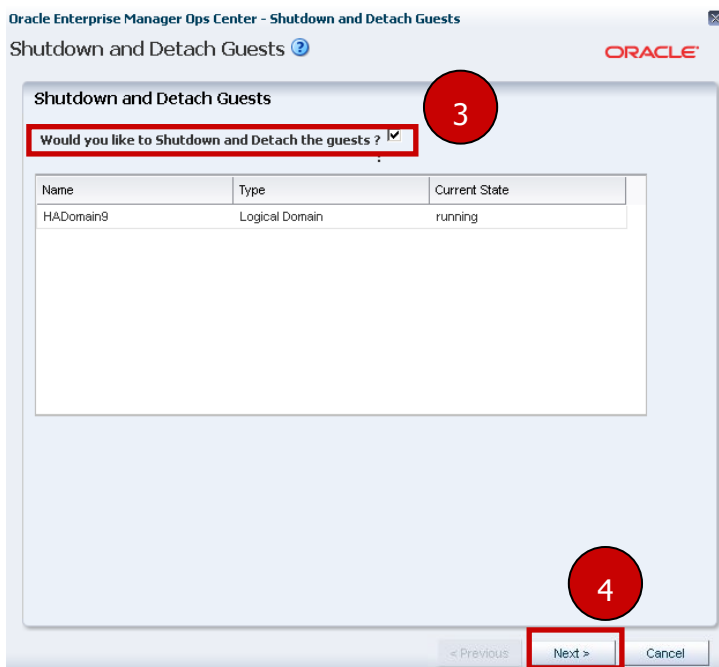 Oracle Enterprise Manager Ops Center - Shutdown and Detach Guests
Shutdown and Detach Guests ?
ORACLE
Shutdown and Detach Guests
3
Would you like to Shutdown and Detach the guests ?
:
Name Type Current State
HADomain9 Logical Domain running
4
< Previous Next > Cancel